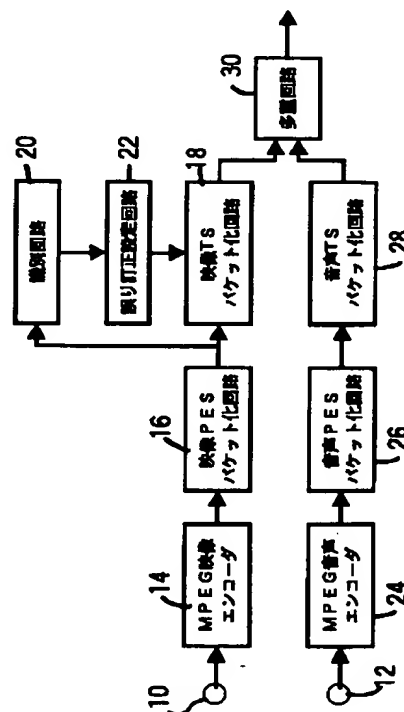 10
14
MPEG映像
エンコーダ
16
映像PES
パケット化回路
20
識別回路
22
誤り訂正設定回路
18
映像TS
パケット化回路
30
多重回路
12
MPEG音声
エンコーダ
24
音声PES
パケット化回路
26
音声TS
パケット化回路
28